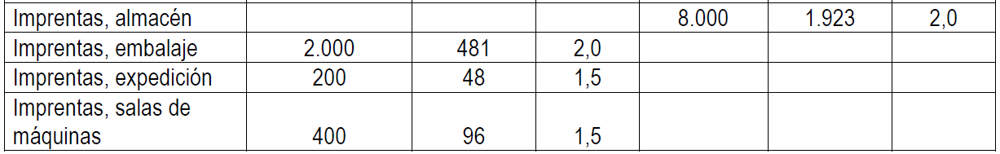 Imprentas, almacén 8.000 1.923 2,0
Imprentas, embalaje 2.000 481 2,0
Imprentas, expedición 200 48 1,5
Imprentas, salas de
máquinas 400 96 1,5